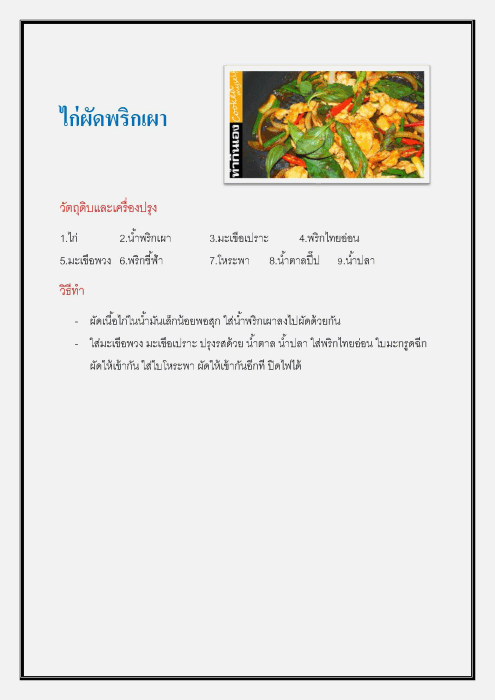 ไก่ผัดพริกเผา
ทำกินเอง
วัตถุดิบและเครื่องปรุง
1.ไก่ 2.น้ำพริกเผา 3.มะเขือเปราะ 4.พริกไทยอ่อน
5.มะเขือพวง 6.พริกชี้ฟ้า 7.โหระพา 8.น้ำตาลปี๊ป 9.น้ำปลา
วิธีทำ
- ผัดเนื้อไก่ในน้ำมันเล็กน้อยพอสุก ใส่น้ำพริกเผาลงไปผัดด้วยกัน
- ใส่มะเขือพวง มะเขือเปราะ ปรุงรสด้วย น้ำตาล น้ำปลา ใส่พริกไทยอ่อน ใบมะกรูดฉีก
ผัดให้เข้ากัน ใส่ใบโหระพา ผัดให้เข้ากันอีกที ปิดไฟได้